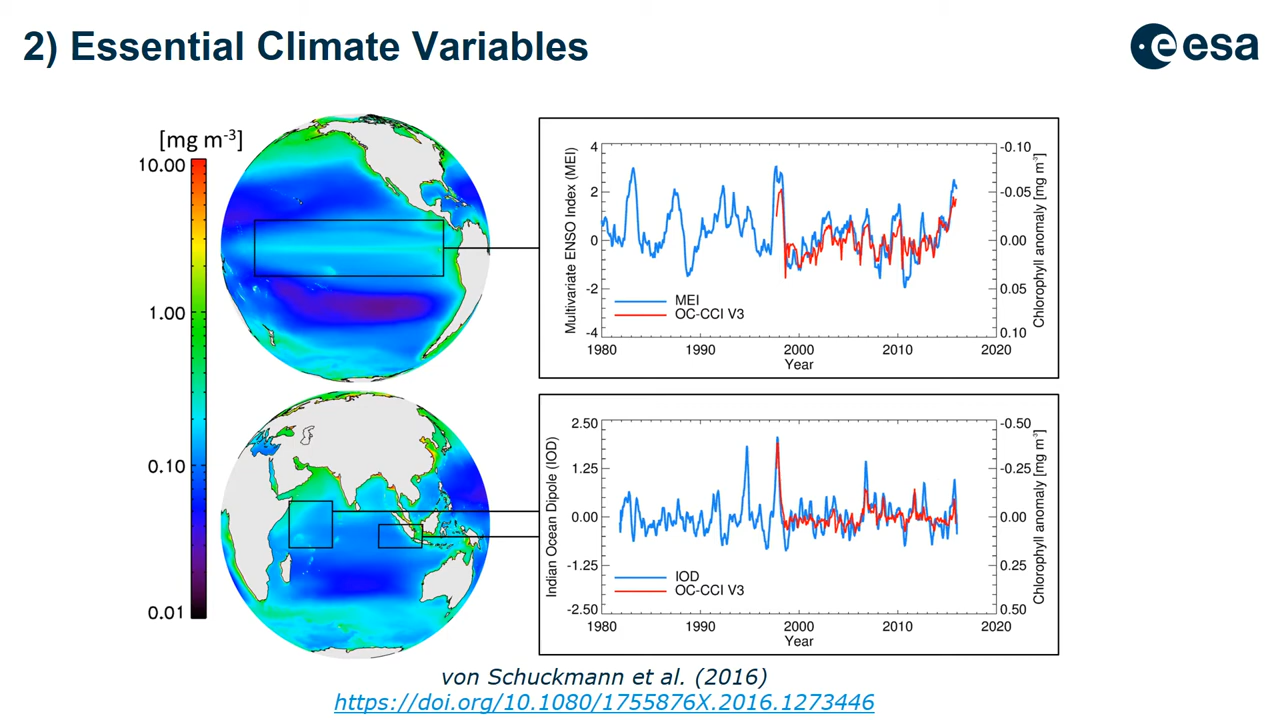 2) Essential Climate Variables
esa
[mg m-3]
10.00
1.00
0.10
0.01
Multivariate ENSO Index (MEI)
4
2
0
-2
-4
MEI
OC-CCI V3
1980
1990
2000
2010
2020
Year
-0.10
-0.05
0.00
0.05
0.10
Chlorophyll anomaly [mg m-3]
Indian Ocean Dipole (IOD)
2.50
1.25
0.00
-1.25
-2.50
IOD
OC-CCI V3
1980
1990
2000
2010
2020
Year
-0.50
-0.25
0.00
0.25
0.50
Chlorophyll anomaly [mg m-3]
von Schuckmann et al. (2016)
https://doi.org/10.1080/1755876X.2016.1273446